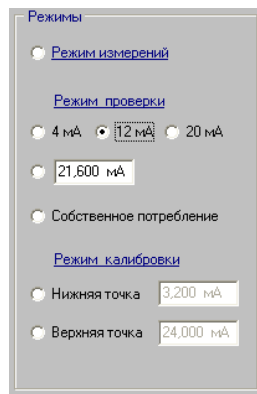 Режимы
Режим измерений
Режим проверки
4 мА 12 мА 20 мА
21,600 мА
Собственное потребление
Режим калибровки
Нижняя точка 3,200 мА
Верхняя точка 24,000 мА